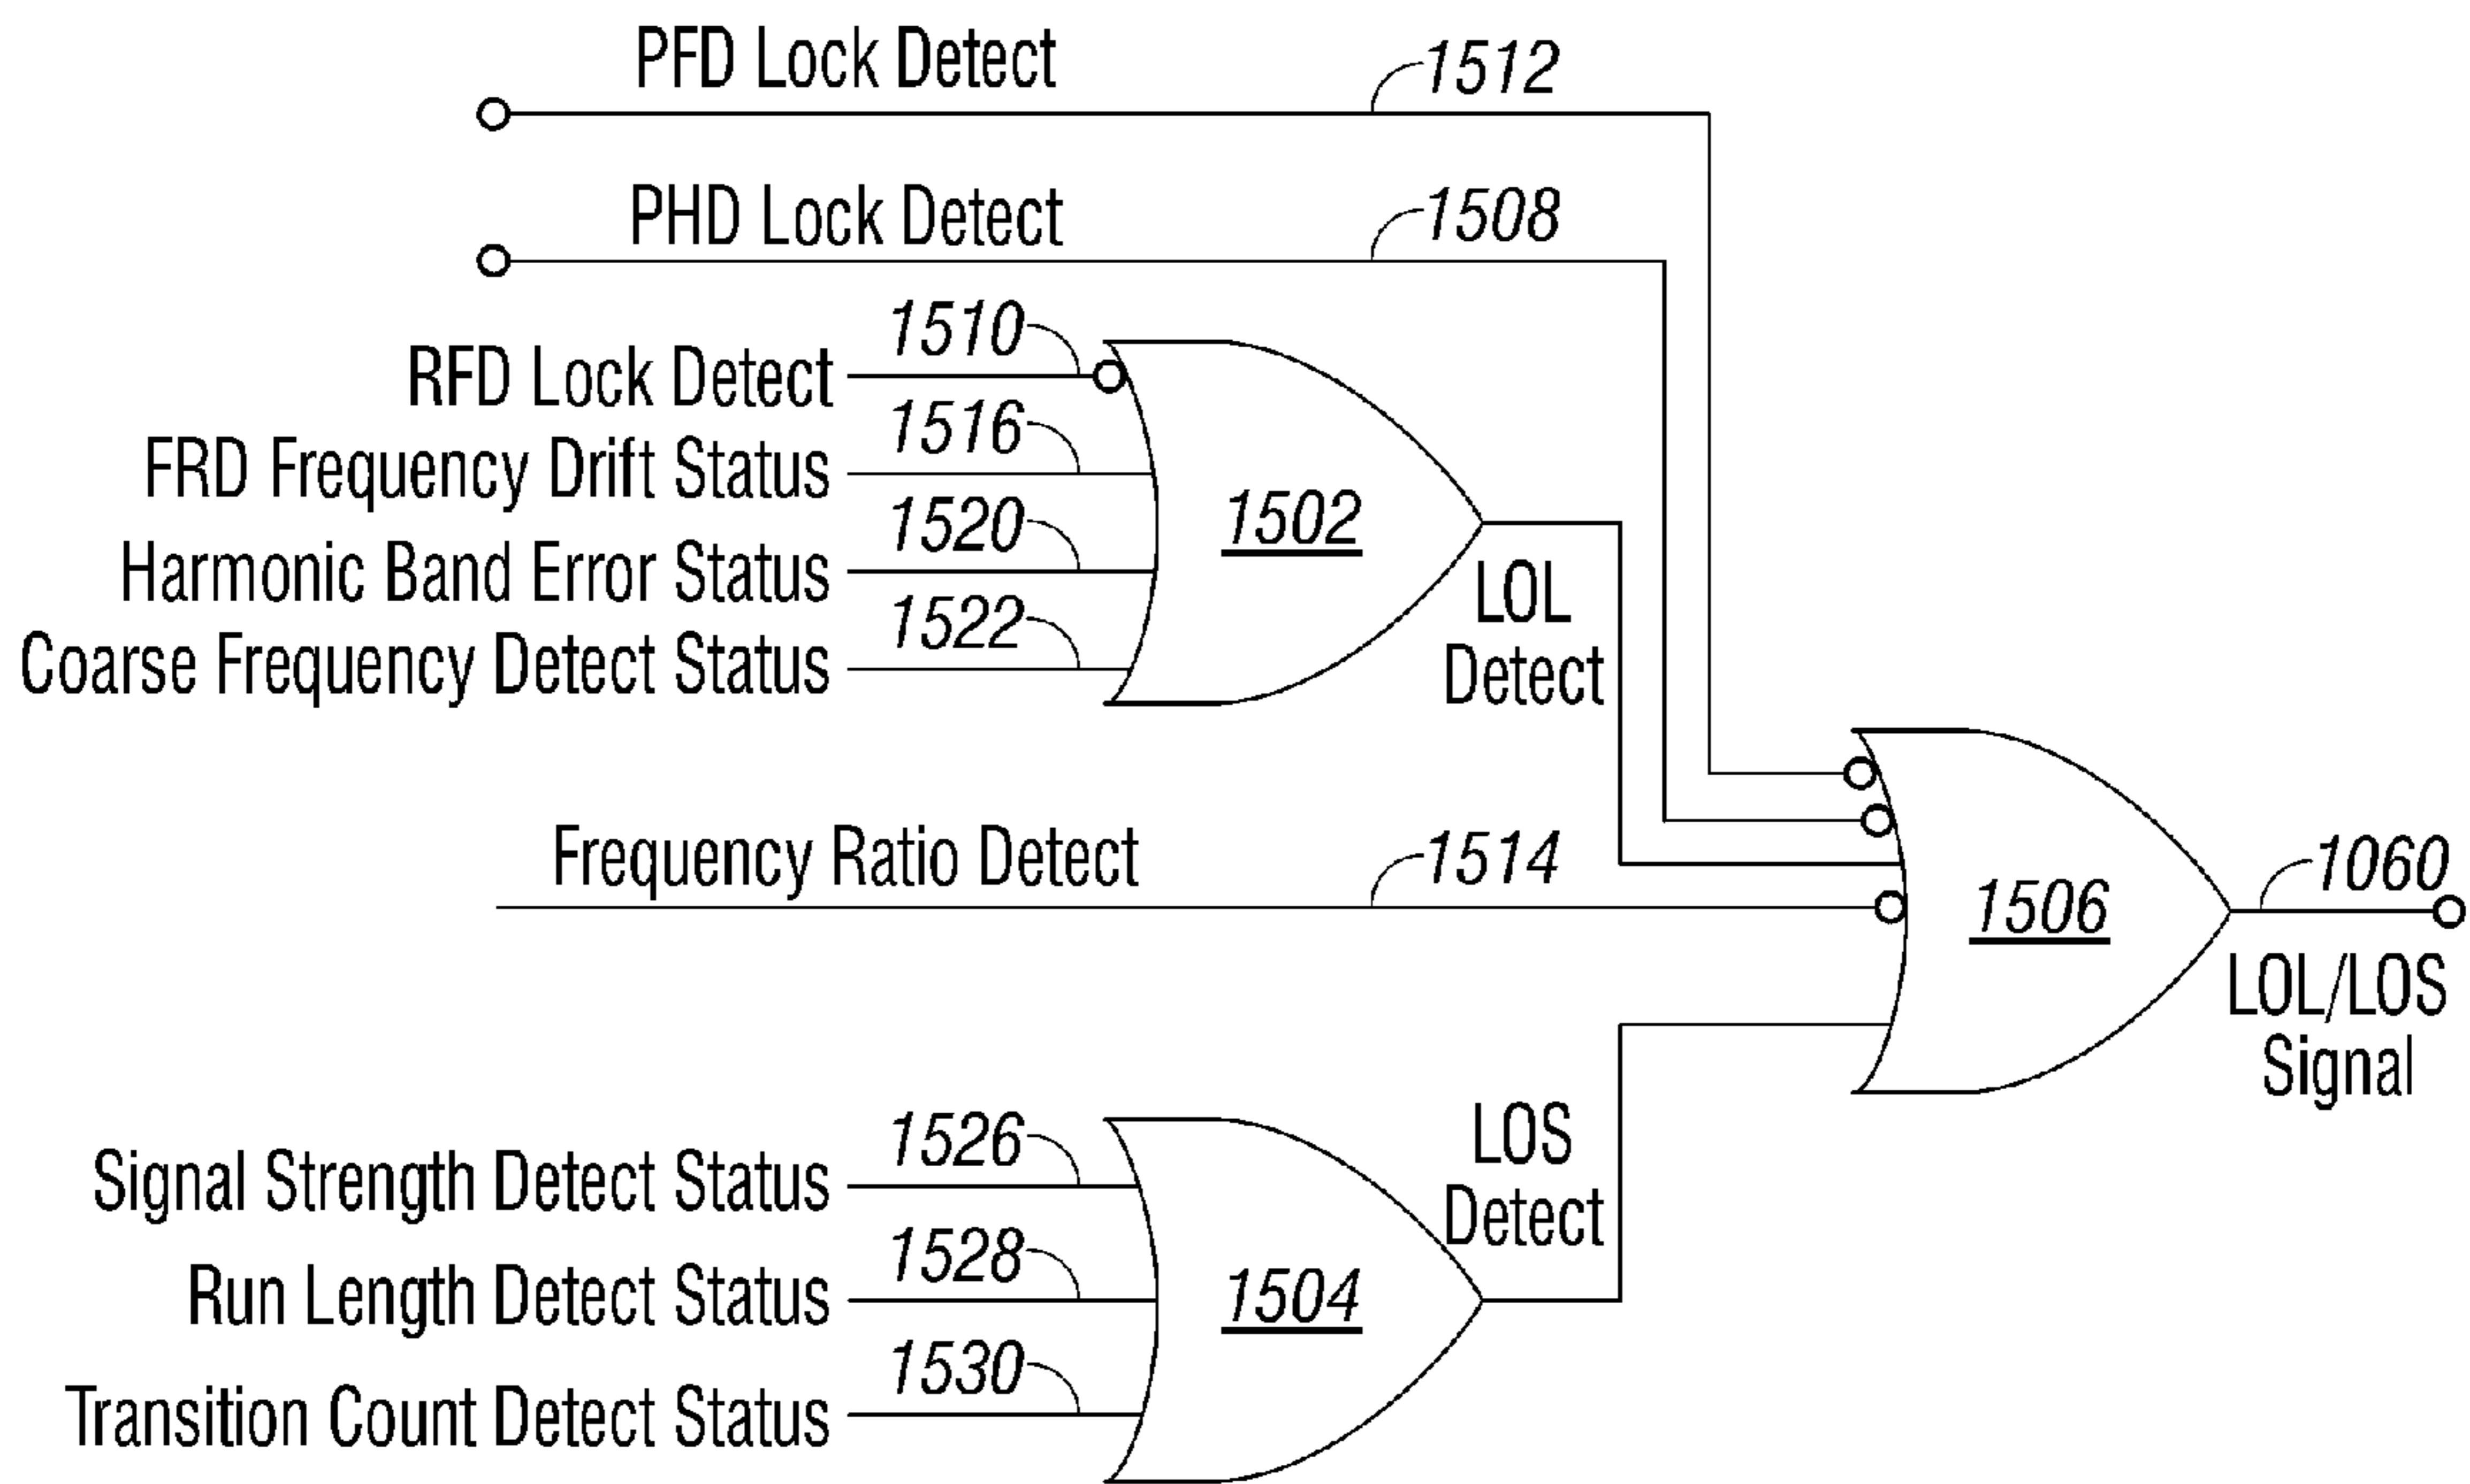 PFD Lock Detect
1512
PHD Lock Detect
1508
1510
RFD Lock Detect
1516
FRD Frequency Drift Status
1520
Harmonic Band Error Status
1522
Coarse Frequency Detect Status
1502
LOL
Detect
Frequency Ratio Detect
1514
1506
1060
LOL/LOS
Signal
1526
Signal Strength Detect Status
1528
Run Length Detect Status
1530
Transition Count Detect Status
1504
LOS
Detect